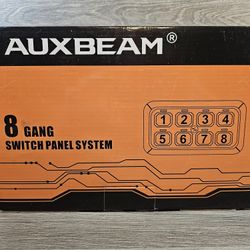 AUXBEAM®
8 GANG
SWITCH PANEL SYSTEM
1 2 3 4
5 6 7 8